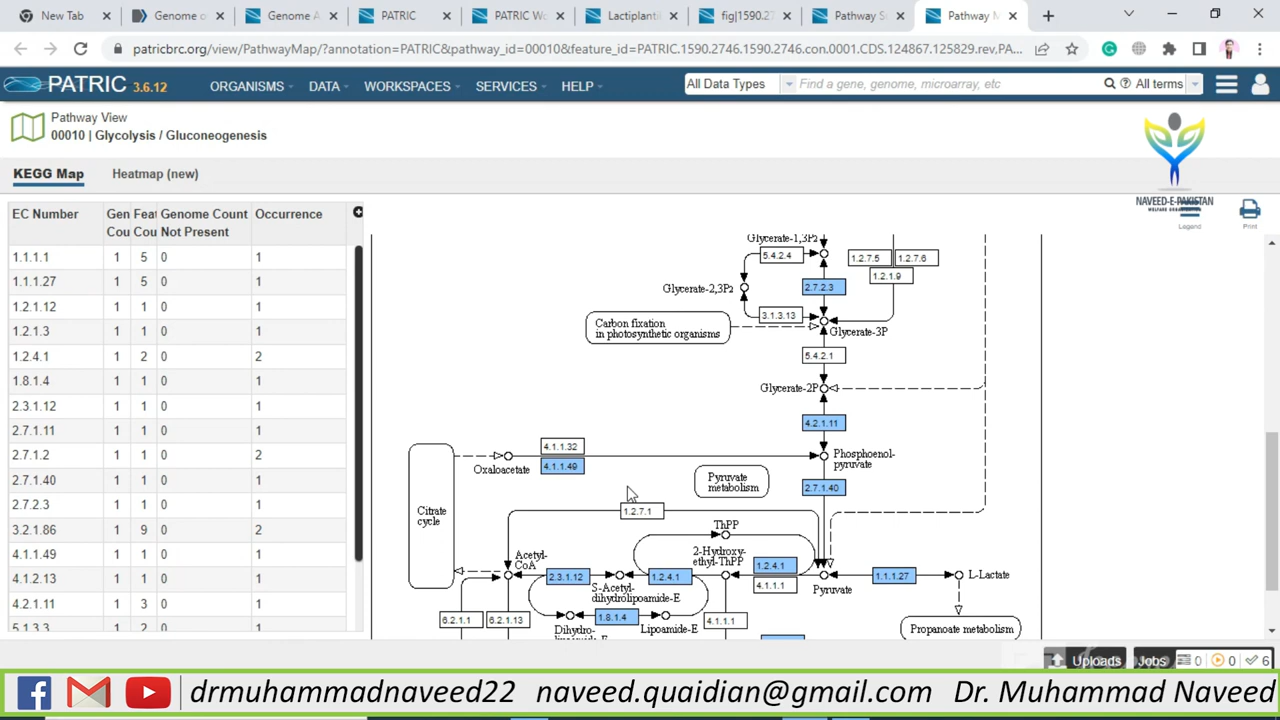 New Tab
Genome o
Genome A
PATRIC
PATRIC Wo
Lactiplanti
fig|1590.27
Pathway Su
Pathway M
patricbrc.org/view/PathwayMap/?annotation=PATRIC&pathway_id=00010&feature_id=PATRIC.1590.2746.1590.2746.con.0001.CDS.124867.125829.rev,PA...
PATRIC 3.6.12
ORGANISMS DATA WORKSPACES SERVICES HELP
All Data Types Find a gene, genome, microarray, etc All terms
Pathway View
00010 | Glycolysis / Gluconeogenesis
NAVEED-E-PAKISTAN
KEGG Map Heatmap (new)
Legend Print
EC Number Gen Cou Feat Cou Genome Count Not Present Occurrence
1.1.1.1 1 5 0 1
1.1.1.27 1 5 0 1
1.2.1.12 1 1 0 1
1.2.1.3 1 1 0 1
1.2.4.1 1 2 0 2
1.8.1.4 1 1 0 1
2.3.1.12 1 1 0 1
2.7.1.11 1 1 0 1
2.7.1.2 1 1 0 2
2.7.1.40 1 1 0 1
2.7.2.3 1 1 0 1
3.2.1.86 1 9 0 2
4.1.1.49 1 1 0 1
4.1.2.13 1 1 0 1
4.2.1.11 1 3 0 1
5.1.3.3 1 2 0 1
Glycerate-1,3P2
5.4.2.4
1.2.7.5 1.2.7.6
1.2.1.9
Glycerate-2,3P2
2.7.2.3
3.1.3.13
Carbon fixation
in photosynthetic organisms
Glycerate-3P
5.4.2.1
Glycerate-2P
4.2.1.11
4.1.1.32
Oxaloacetate
4.1.1.49
Phosphoenol-
pyruvate
Pyruvate
metabolism
2.7.1.40
Citrate
cycle
1.2.7.1
ThPP
Acetyl-
CoA
2-Hydroxy-
ethyl-ThPP
1.2.4.1
4.1.1.1
2.3.1.12
1.2.4.1
1.1.1.27
L-Lactate
Pyruvate
S-Acetyl-
dihydrolipoamide-E
6.2.1.1
6.2.1.13
1.8.1.4
4.1.1.1
Dihydro-
Lipoamide-E
Propanoate metabolism
Uploads Jobs 0 0 6
drmuhammadnaveed22 naveed.quaidian@gmail.com Dr. Muhammad Naveed